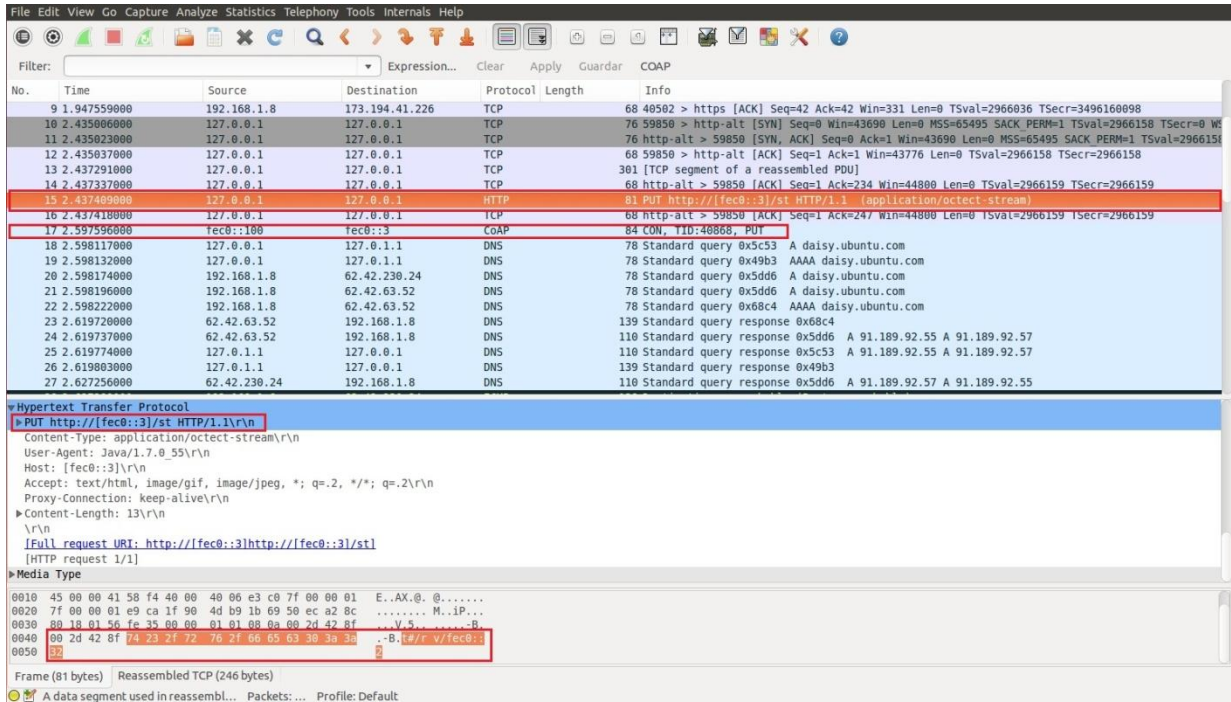 File Edit View Go Capture Analyze Statistics Telephony Tools Internals Help
Filter: Expression... Clear Apply Guardar COAP
No. Time Source Destination Protocol Length Info
9 1.947559000 192.168.1.8 173.194.41.226 TCP 68 40502 > https [ACK] Seq=42 Ack=42 Win=331 Len=0 TSval=2966036 TSecr=3496160098
10 2.435006000 127.0.0.1 127.0.0.1 TCP 76 59850 > http-alt [SYN] Seq=0 Win=43690 Len=0 MSS=65495 SACK_PERM=1 TSval=2966158 TSecr=0 WS
11 2.435023000 127.0.0.1 127.0.0.1 TCP 76 http-alt > 59850 [SYN, ACK] Seq=0 Ack=1 Win=43690 Len=0 MSS=65495 SACK_PERM=1 TSval=2966158
12 2.435037000 127.0.0.1 127.0.0.1 TCP 68 59850 > http-alt [ACK] Seq=1 Ack=1 Win=43776 Len=0 TSval=2966158 TSecr=2966158
13 2.437291000 127.0.0.1 127.0.0.1 TCP 301 [TCP segment of a reassembled PDU]
14 2.437337000 127.0.0.1 127.0.0.1 TCP 68 http-alt > 59850 [ACK] Seq=1 Ack=234 Win=44800 Len=0 TSval=2966159 TSecr=2966159
15 2.437409000 127.0.0.1 127.0.0.1 HTTP 81 PUT http://[fec0::3]/st HTTP/1.1 (application/octect-stream)
16 2.437418000 127.0.0.1 127.0.0.1 TCP 68 http-alt > 59850 [ACK] Seq=1 Ack=247 Win=44800 Len=0 TSval=2966159 TSecr=2966159
17 2.597596000 fec0::100 fec0::3 CoAP 84 CON, TID:40868, PUT
18 2.598117000 127.0.0.1 127.0.1.1 DNS 78 Standard query 0x5c53 A daisy.ubuntu.com
19 2.598132000 127.0.0.1 127.0.1.1 DNS 78 Standard query 0x49b3 AAAA daisy.ubuntu.com
20 2.598174000 192.168.1.8 62.42.230.24 DNS 78 Standard query 0x5dd6 A daisy.ubuntu.com
21 2.598196000 192.168.1.8 62.42.63.52 DNS 78 Standard query 0x5dd6 A daisy.ubuntu.com
22 2.598222000 192.168.1.8 62.42.63.52 DNS 78 Standard query 0x68c4 AAAA daisy.ubuntu.com
23 2.619720000 62.42.63.52 192.168.1.8 DNS 139 Standard query response 0x68c4
24 2.619737000 62.42.63.52 192.168.1.8 DNS 110 Standard query response 0x5dd6 A 91.189.92.55 A 91.189.92.57
25 2.619774000 127.0.1.1 127.0.0.1 DNS 110 Standard query response 0x5c53 A 91.189.92.55 A 91.189.92.57
26 2.619803000 127.0.1.1 127.0.0.1 DNS 139 Standard query response 0x49b3
27 2.627256000 62.42.230.24 192.168.1.8 DNS 110 Standard query response 0x5dd6 A 91.189.92.57 A 91.189.92.55
Hypertext Transfer Protocol
PUT http://[fec0::3]/st HTTP/1.1\r\n
Content-Type: application/octect-stream\r\n
User-Agent: Java/1.7.0_55\r\n
Host: [fec0::3]\r\n
Accept: text/html, image/gif, image/jpeg, *; q=.2, */*; q=.2\r\n
Proxy-Connection: keep-alive\r\n
Content-Length: 13\r\n
\r\n
[Full request URI: http://[fec0::3]http://[fec0::3]/st]
[HTTP request 1/1]
Media Type
0010 45 00 00 41 58 f4 40 00 40 06 e3 c0 7f 00 00 01 E..AX.@. @.......
0020 7f 00 00 01 e9 ca 1f 90 4d b9 1b 69 50 ec a2 8c ........ M..iP...
0030 80 18 01 56 fe 35 00 00 01 01 08 0a 00 2d 42 8f ...V.5.. .....-B.
0040 00 2d 42 8f 74 23 2f 72 76 2f 66 65 63 30 3a 3a .-B.t#/r v/fec0::
0050 32 2
Frame (81 bytes) Reassembled TCP (246 bytes)
A data segment used in reassembl... Packets: ... Profile: Default